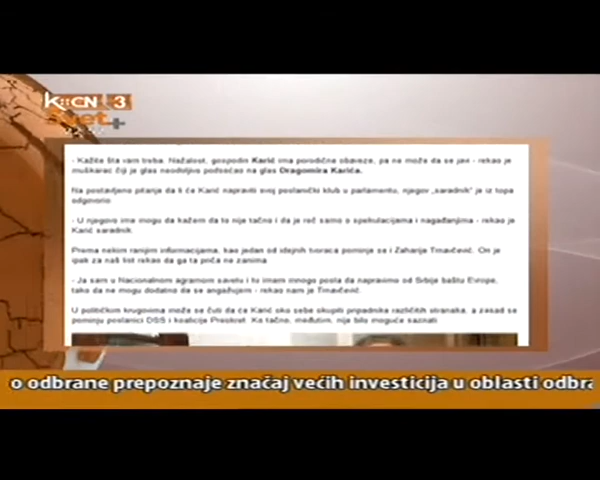 K::CN 3
Svet+
- Kažite šta vam treba. Nažalost, gospodin Karić ima porodične obaveze, pa ne može da se javi - rekao je
muškarac čiji je glas neodoljivo podsećao na glas Dragomira Karića.
Na postavljeno pitanje da li će Karić napraviti svoj poslanički klub u parlamentu, njegov „saradnik“ je iz topa
odgovorio
- U njegovo ime mogu da kažem da to nije tačno i da je reč samo o spekulacijama i nagađanjima - rekao je
Karić saradnik
Prema nekim ranijim informacijama, kao jedan od idejnih tvoraca pominje se i Zaharije Trnavčević. On je
ipak za naš list rekao da ga ta priča ne zanima
- Ja sam u Nacionalnom agrarnom savetu i tu imam mnogo posla da napravimo od Srbije baštu Evrope,
tako da ne mogu dodatno da se angažujem - rekao nam je Trnavčević.
U političkim krugovima može se čuti da će Karić oko sebe skupiti pripadnike različitih stranaka, a zasad se
pominju poslanici DSS i koalicije Preokret. Ko tačno, međutim, nije bilo moguće saznati
o odbrane prepoznaje značaj većih investicija u oblasti odbra